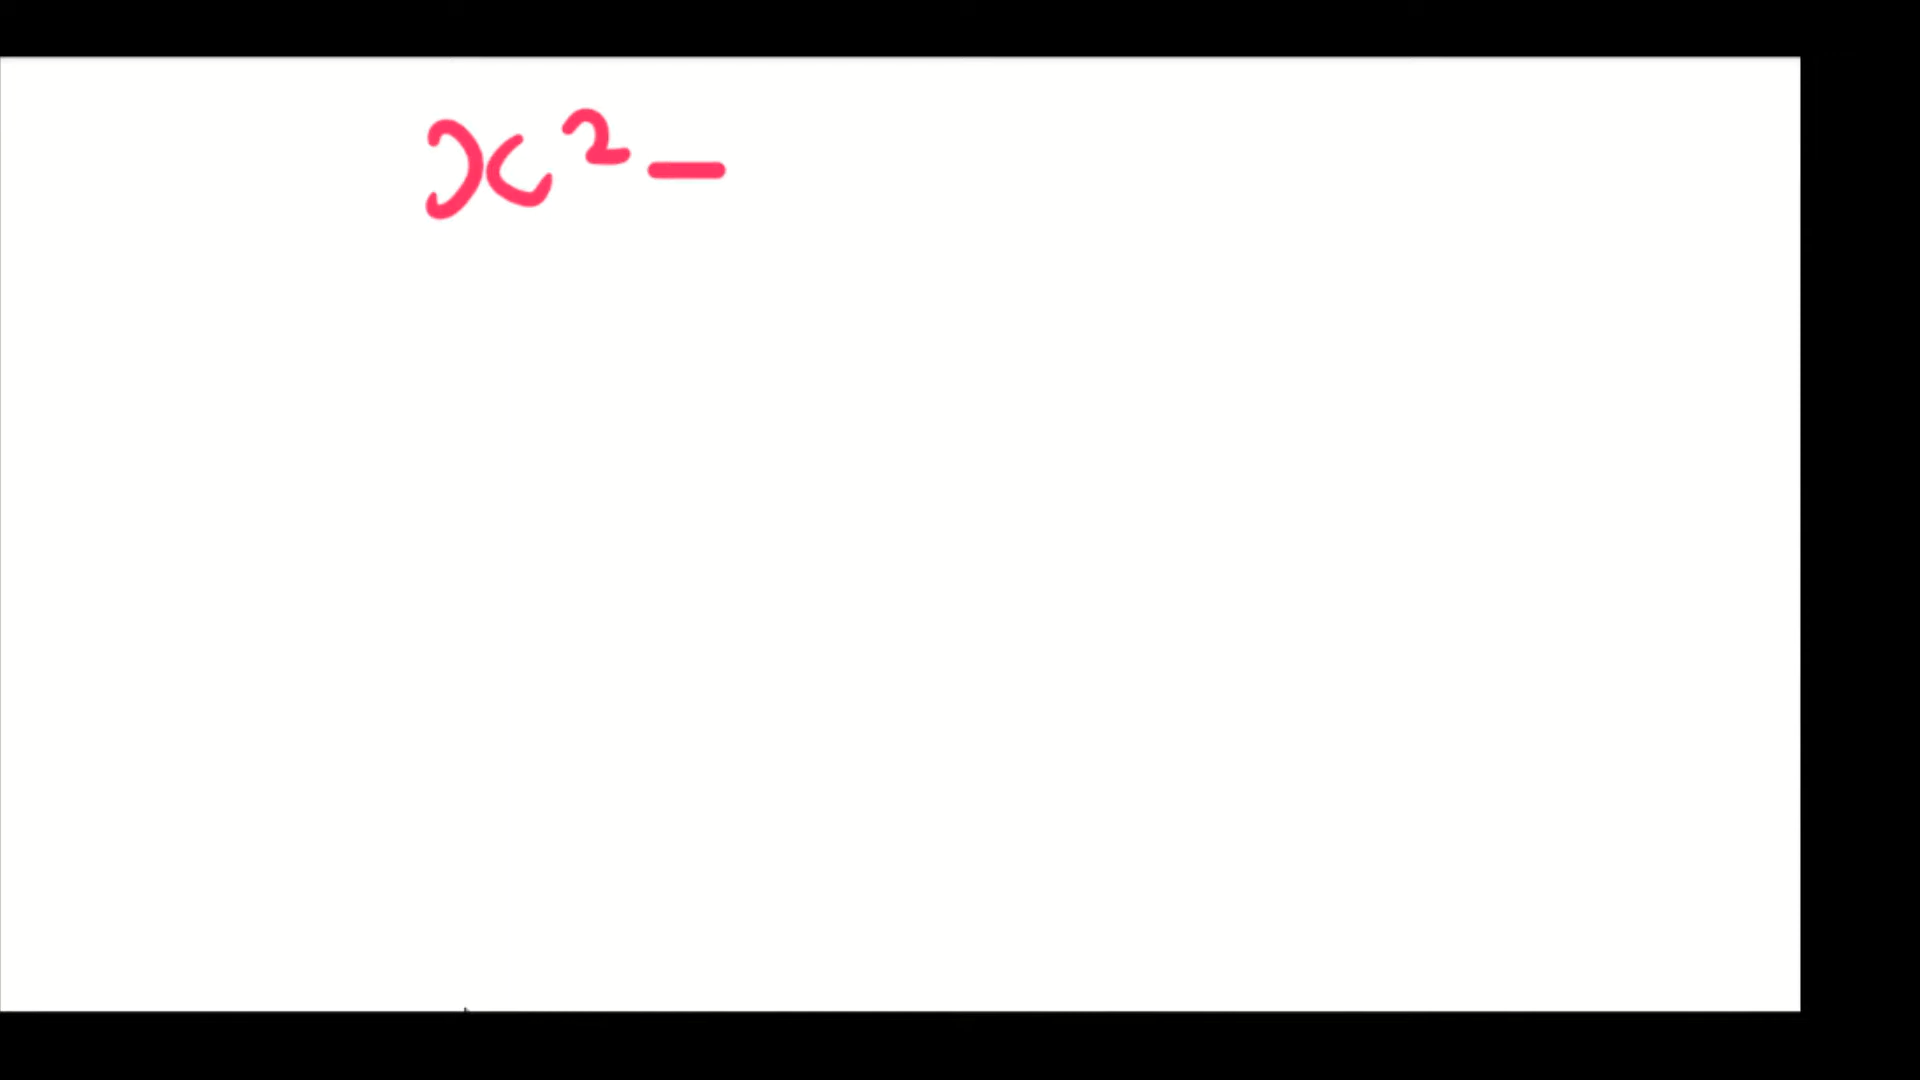 x² –